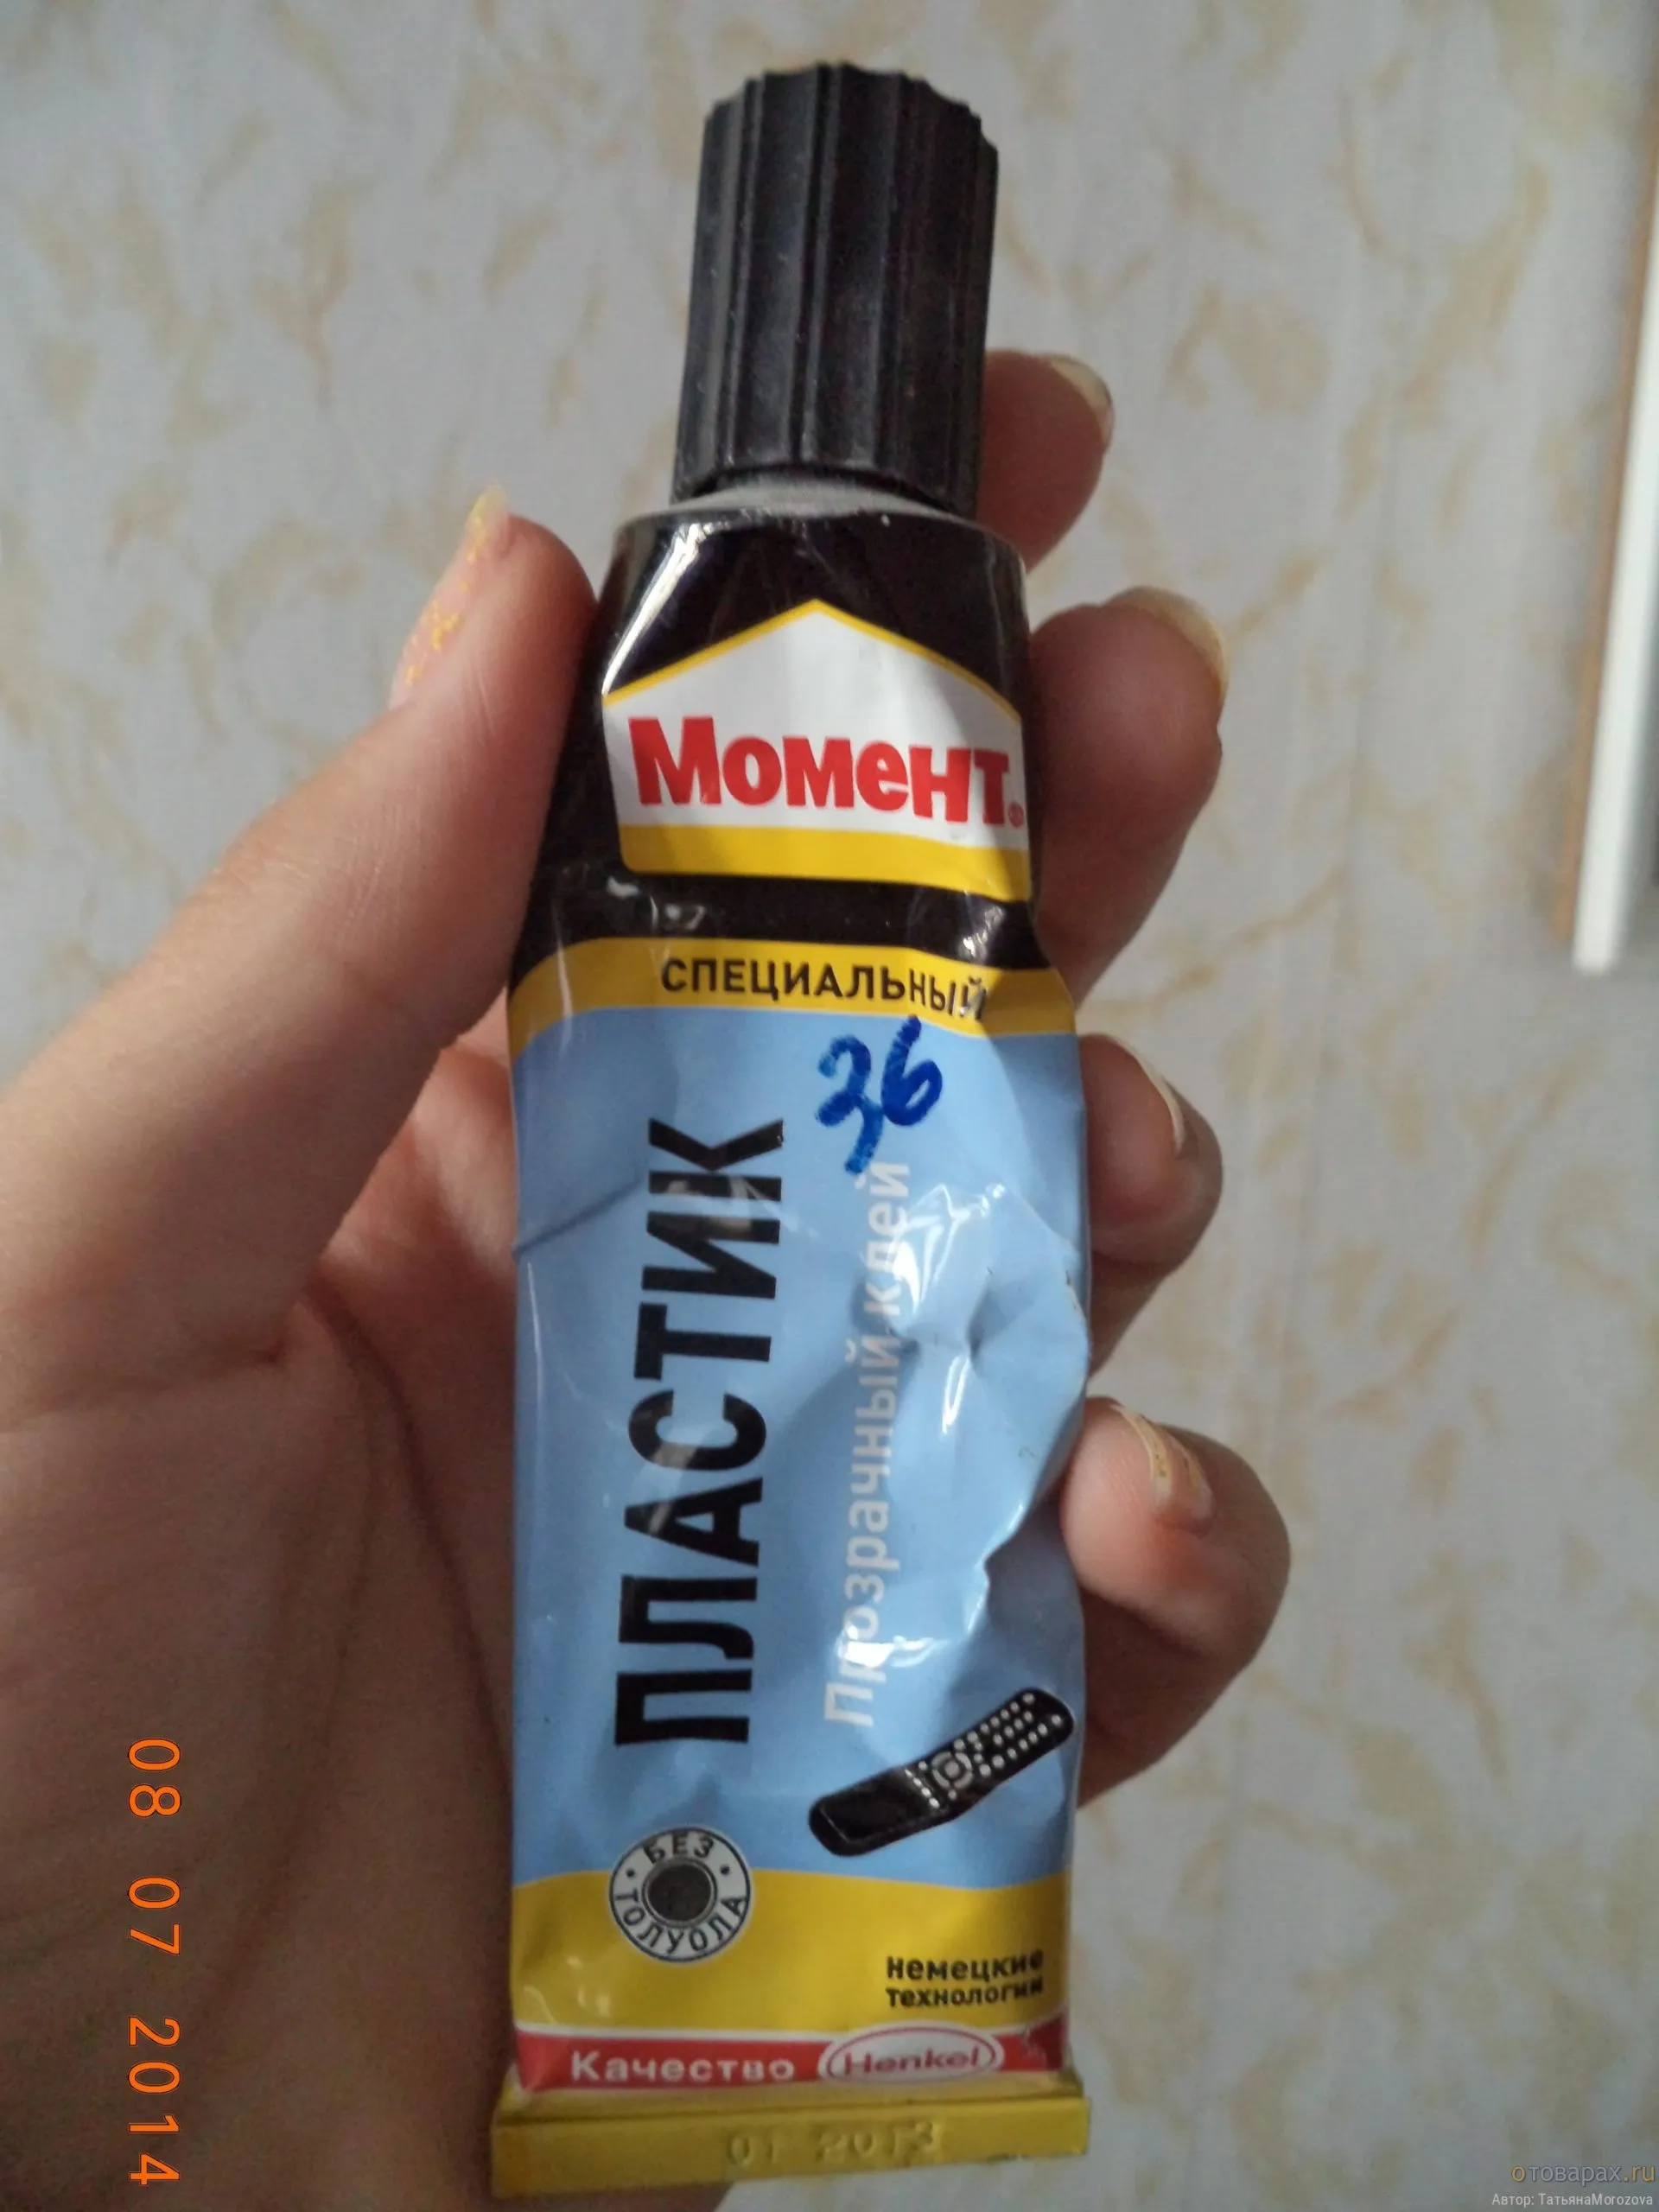 Момент
СПЕЦИАЛЬНЫЙ
36
ПЛАСТИК
Прозрачный клей
БЕЗ
ТОЛУОЛА
немецкие
технологии
Качество Henkel
01 2013
08 07 2014
отоварах.ru
Автор: ТатьянаMorozova